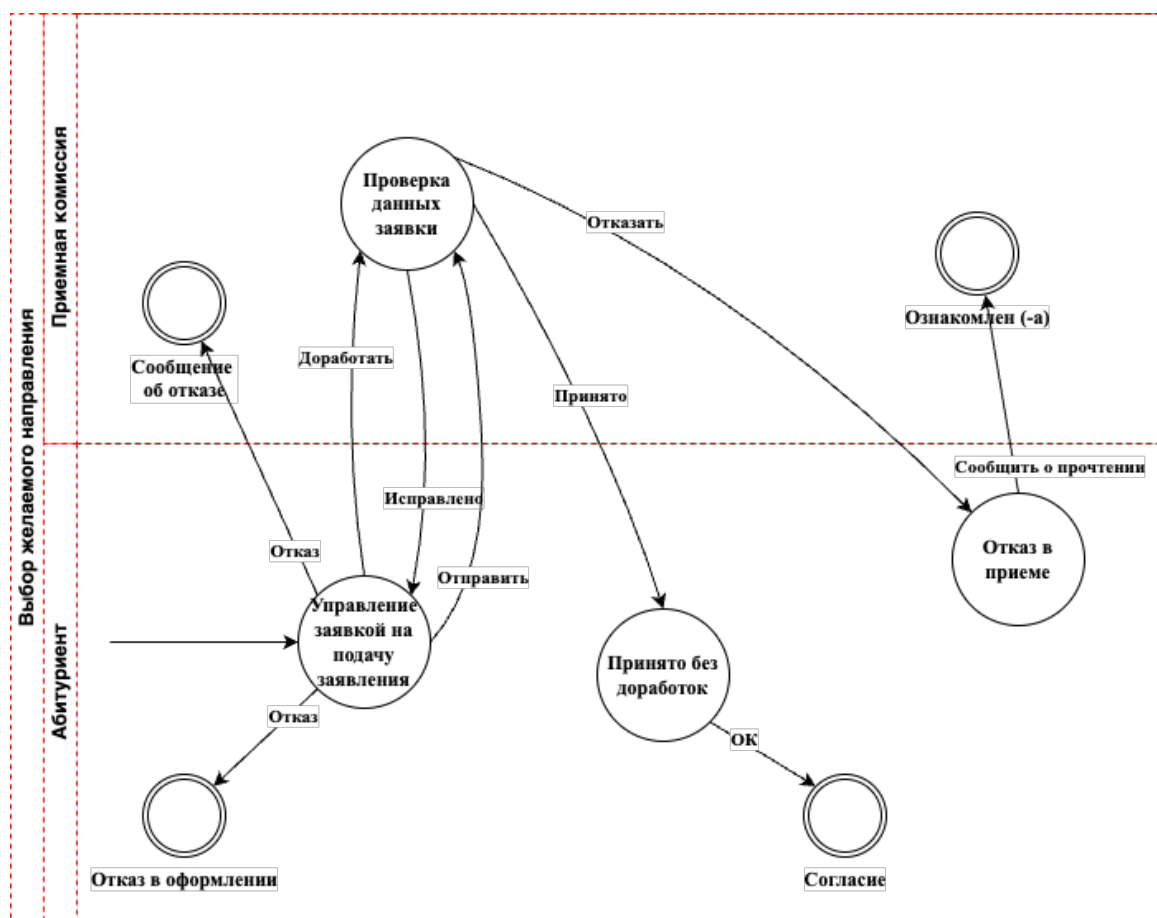 Выбор желаемого направления
Приемная комиссия
Проверка
данных
заявки
Отказать
Ознакомлен (-а)
Сообщение
об отказе
Доработать
Принято
Сообщить о прочтении
Исправлено
Отказ
Отправить
Отказ в
приеме
Абитуриент
Управление
заявкой на
подачу
заявления
Принято без
доработок
Отказ
ОК
Отказ в оформлении
Согласие